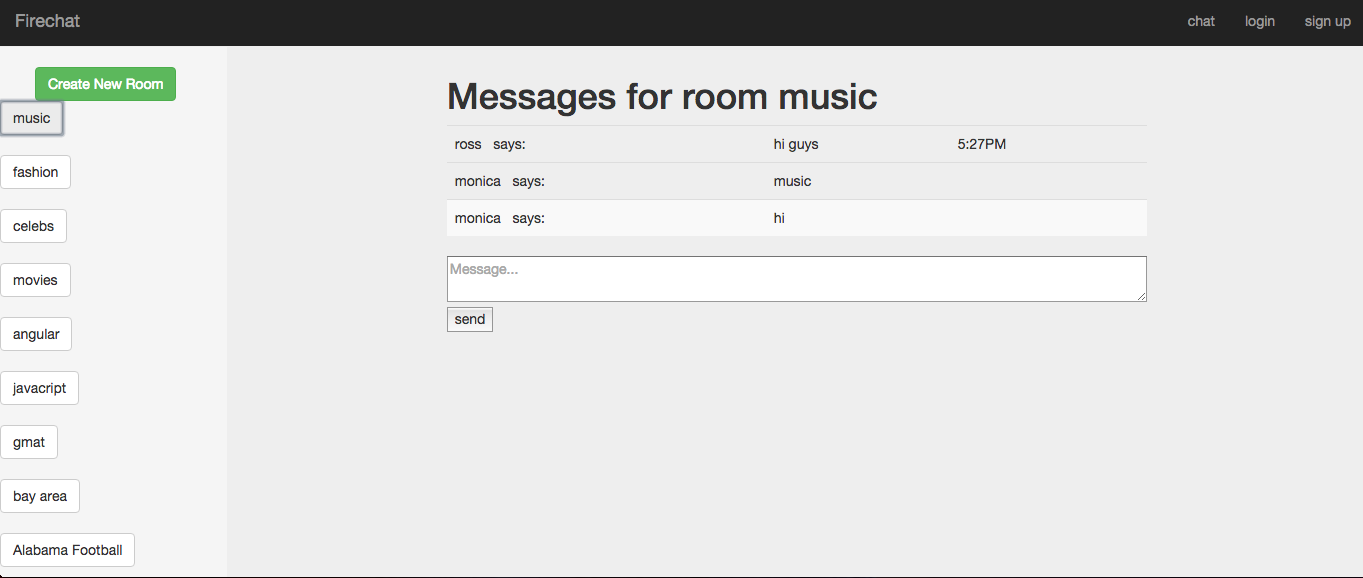 Firechat chat login sign up
Create New Room
music
fashion
celebs
movies
angular
javacript
gmat
bay area
Alabama Football
Messages for room music
ross says: hi guys 5:27PM
monica says: music
monica says: hi
Message...
send